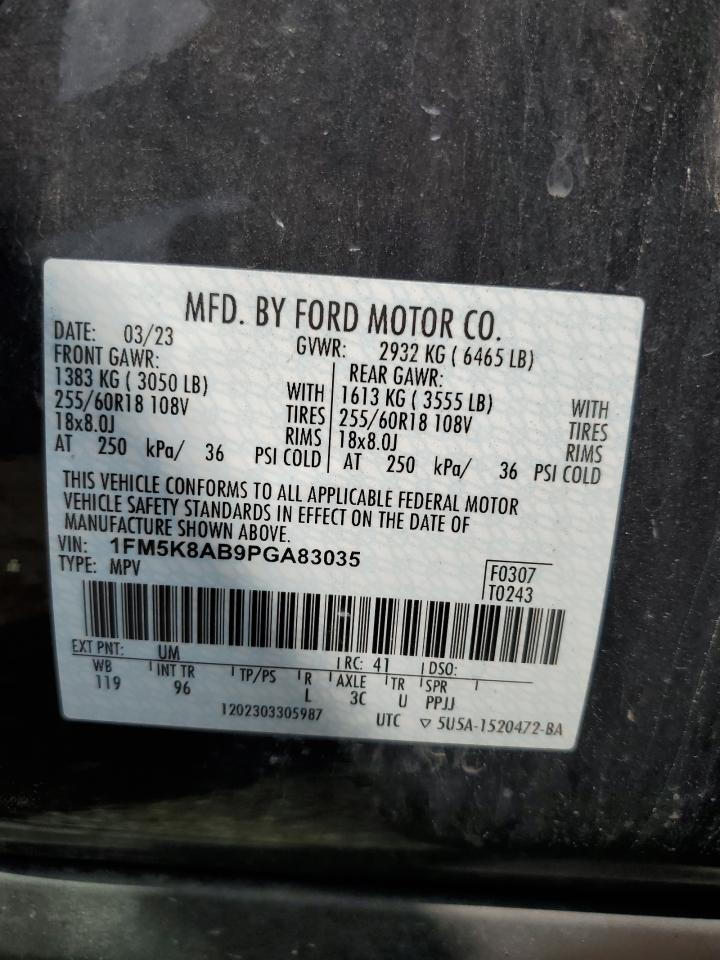 MFD. BY FORD MOTOR CO.
DATE: 03/23 GVWR: 2932 KG ( 6465 LB)
FRONT GAWR: REAR GAWR:
1383 KG ( 3050 LB) WITH 1613 KG ( 3555 LB) WITH
255/60R18 108V TIRES 255/60R18 108V TIRES
18x8.0J RIMS 18x8.0J RIMS
AT 250 kPa/ 36 PSI COLD AT 250 kPa/ 36 PSI COLD
THIS VEHICLE CONFORMS TO ALL APPLICABLE FEDERAL MOTOR
VEHICLE SAFETY STANDARDS IN EFFECT ON THE DATE OF
MANUFACTURE SHOWN ABOVE.
VIN: 1FM5K8AB9PGA83035
TYPE: MPV F0307
T0243
EXT PNT: UM RC: 41 DSO:
WB INT TR TP/PS R AXLE TR SPR
119 96 L 3C U PPJJ
1202303305987 UTC ▽ 5U5A-1520472-BA